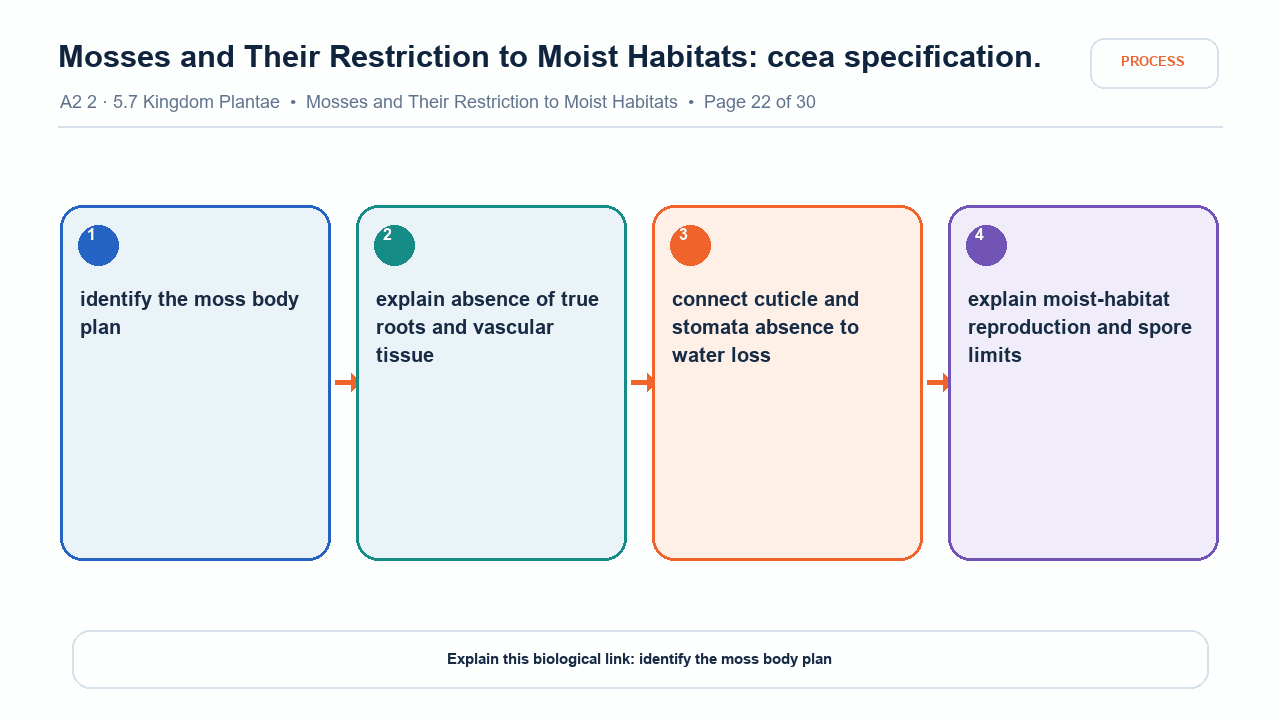 Mosses and Their Restriction to Moist Habitats: ccea specification.
PROCESS
A2 2 · 5.7 Kingdom Plantae • Mosses and Their Restriction to Moist Habitats • Page 22 of 30
1
identify the moss body
plan
2
explain absence of true
roots and vascular
tissue
3
connect cuticle and
stomata absence to
water loss
4
explain moist-habitat
reproduction and spore
limits
Explain this biological link: identify the moss body plan